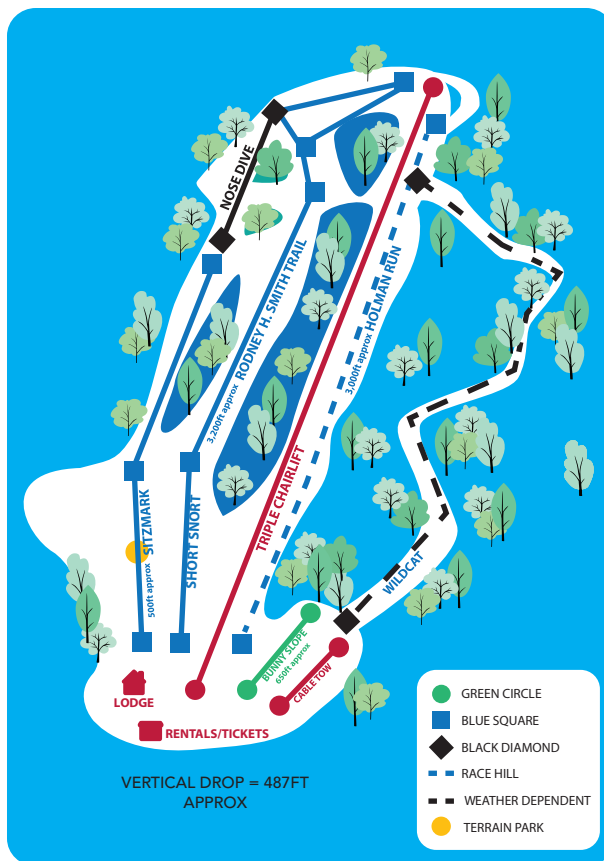 NOSE DIVE
3,200ft approx RODNEY H. SMITH TRAIL
3,000ft approx HOLMAN RUN
TRIPLE CHAIRLIFT
500ft approx SITZMARK
SHORT SNORT
WILDCAT
BUNNY SLOPE
650ft approx
CABLE TOW
LODGE
RENTALS/TICKETS
VERTICAL DROP = 487FT
APPROX
GREEN CIRCLE
BLUE SQUARE
BLACK DIAMOND
RACE HILL
WEATHER DEPENDENT
TERRAIN PARK